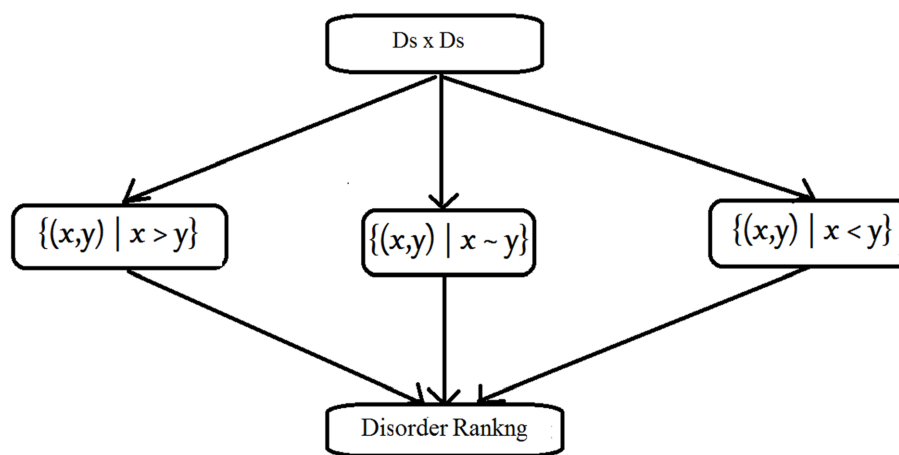 Ds x Ds
{(x,y) | x > y}
{(x,y) | x ~ y}
{(x,y) | x < y}
Disorder Rankng